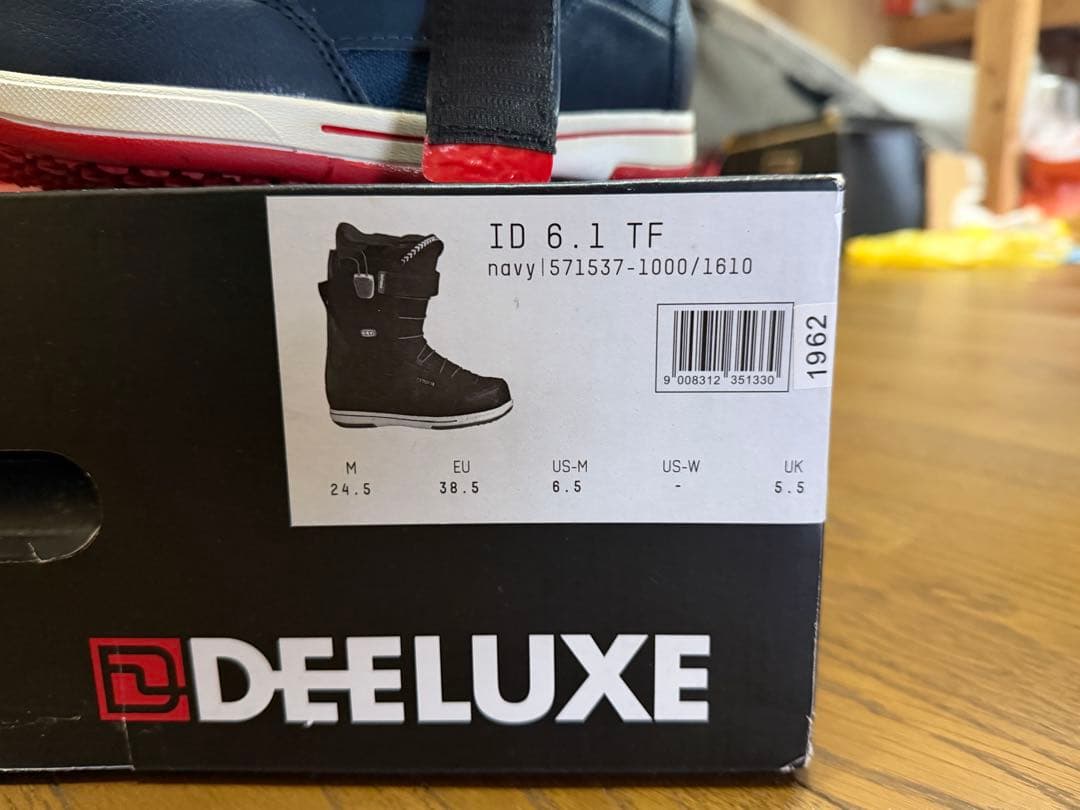 ID 6.1 TF
navy|571537-1000/1610
9 008312 351330
1962
M EU US-M US-W UK
24.5 38.5 6.5 - 5.5
DEELUXE